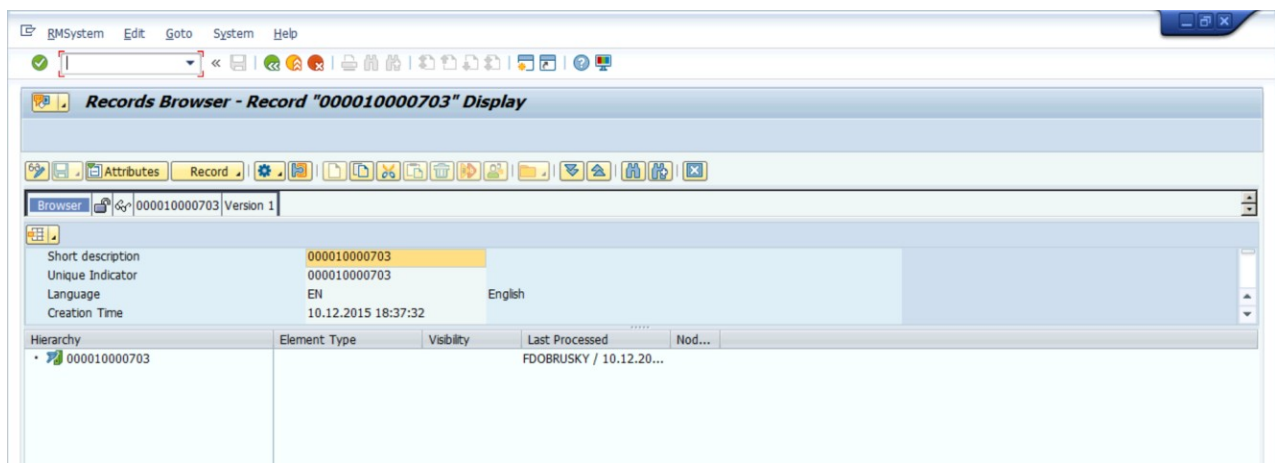 RMSystem Edit Goto System Help
Records Browser - Record "000010000703" Display
Attributes Record
Browser 000010000703 Version 1
Short description 000010000703
Unique Indicator 000010000703
Language EN English
Creation Time 10.12.2015 18:37:32
Hierarchy Element Type Visibility Last Processed Nod...
000010000703 FDOBRUSKY / 10.12.20...